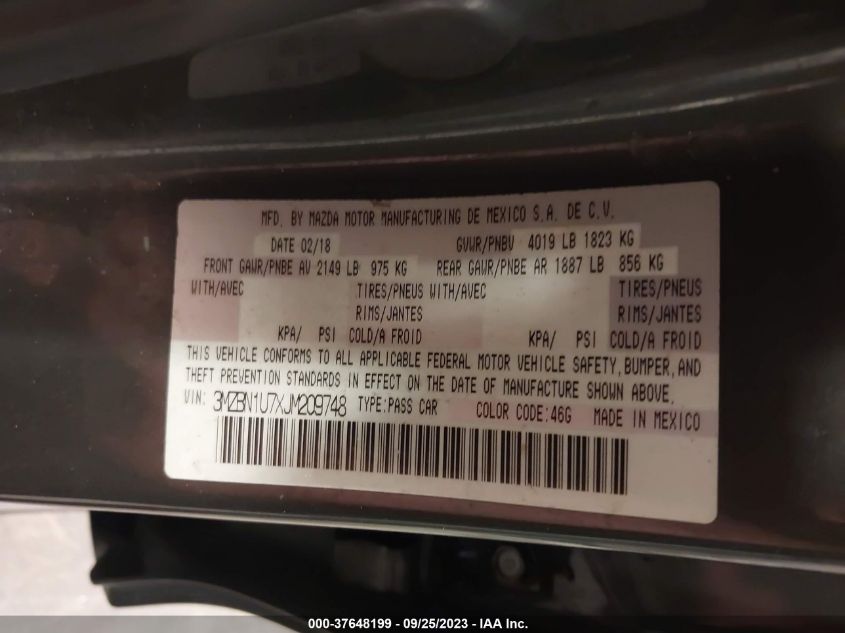 MFD. BY MAZDA MOTOR MANUFACTURING DE MEXICO S.A. DE C.V.
DATE 02/18 GVWR/PNBV 4019 LB 1823 KG
FRONT GAWR/PNBE AV 2149 LB 975 KG REAR GAWR/PNBE AR 1887 LB 856 KG
WITH/AVEC TIRES/PNEUS WITH/AVEC TIRES/PNEUS
RIMS/JANTES RIMS/JANTES
KPA/ PSI COLD/A FROID KPA/ PSI COLD/A FROID
THIS VEHICLE CONFORMS TO ALL APPLICABLE FEDERAL MOTOR VEHICLE SAFETY, BUMPER, AND
THEFT PREVENTION STANDARDS IN EFFECT ON THE DATE OF MANUFACTURE SHOWN ABOVE.
VIN: 3MZBN1U7XJM209748 TYPE:PASS CAR COLOR CODE:46G MADE IN MEXICO
000-37648199 - 09/25/2023 - IAA Inc.